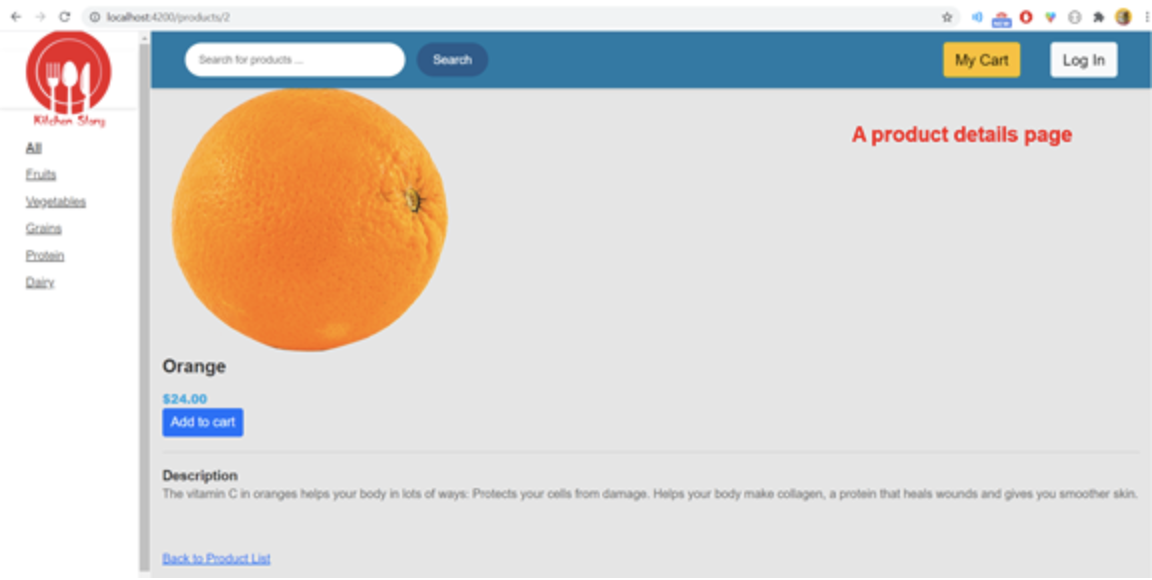 localhost:4200/products/2
NEW
Kitchen Story
Search for products ...
Search
My Cart
Log In
All
Fruits
Vegetables
Grains
Protein
Dairy
A product details page
Orange
$24.00
Add to cart
Description
The vitamin C in oranges helps your body in lots of ways: Protects your cells from damage. Helps your body make collagen, a protein that heals wounds and gives you smoother skin.
Back to Product List